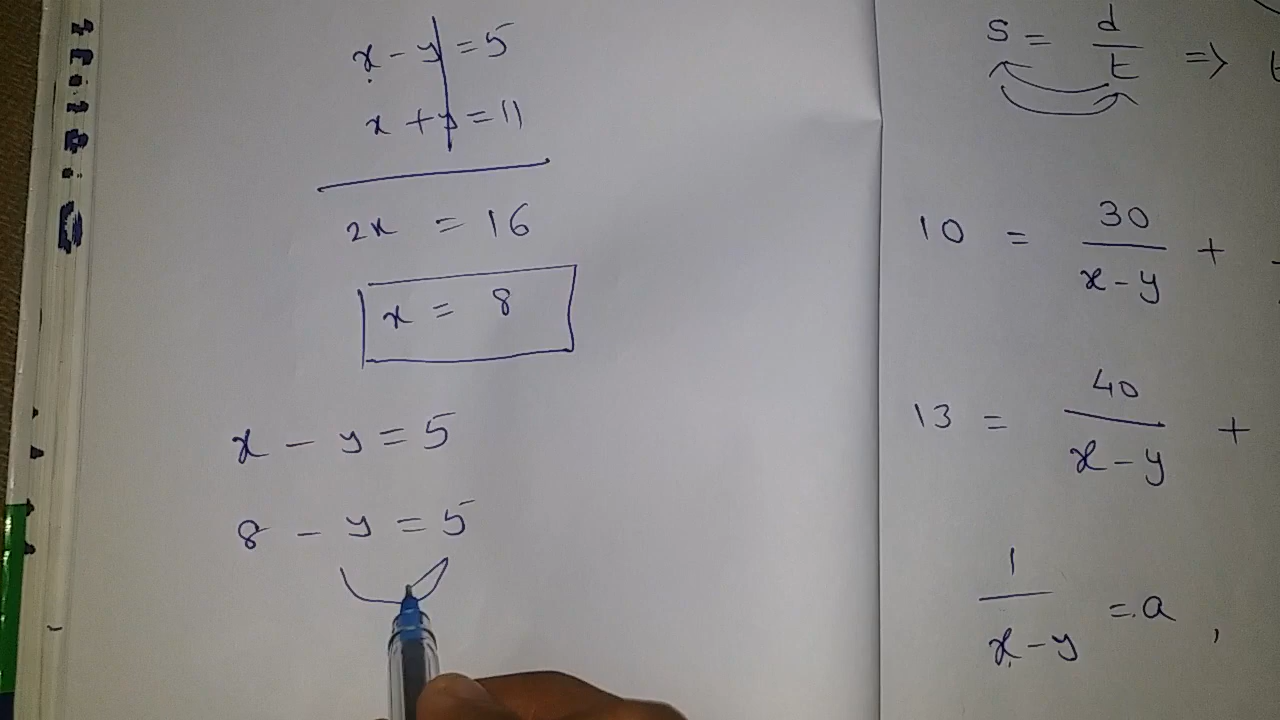 x - y = 5
x + y = 11
2x = 16
x = 8
x - y = 5
8 - y = 5
S = d/t ⇒ t
10 = 30/(x-y) +
13 = 40/(x-y) +
1/(x-y) = a ,